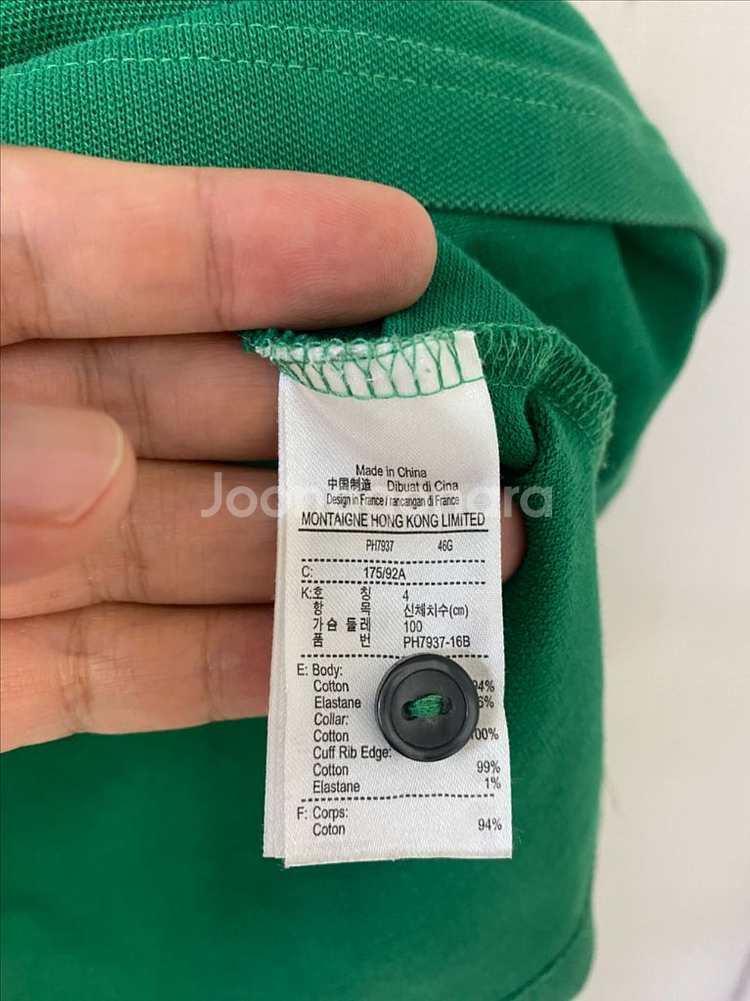 Made in China
中国制造 Dibuat di Cina
Design in France / rancangan di France
MONTAIGNE HONG KONG LIMITED
PH7937 46G
C: 175/92A
K: 호 칭 4
항 목 신체치수(cm)
가슴 둘레 100
품 번 PH7937-16B
E: Body:
Cotton 94%
Elastane 6%
Collar:
Cotton 100%
Cuff Rib Edge:
Cotton 99%
Elastane 1%
F: Corps:
Coton 94%